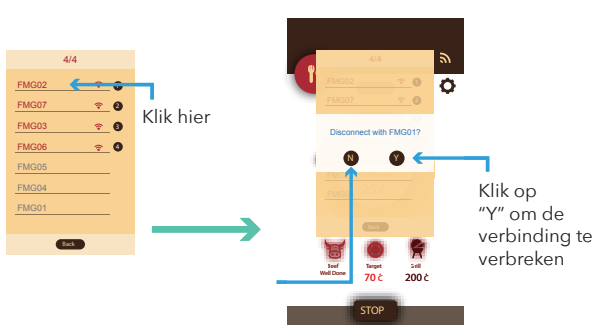 4/4
FMG02 1
FMG07 2
FMG03 3
FMG06 4
FMG05
FMG04
FMG01
Back
Klik hier
4/4
FMG02 1
FMG07 2
Disconnect with FMG01?
N Y
Back
Beef Target Grill
Well Done 70 č 200 č
STOP
Klik op
“Y” om de
verbinding te
verbreken